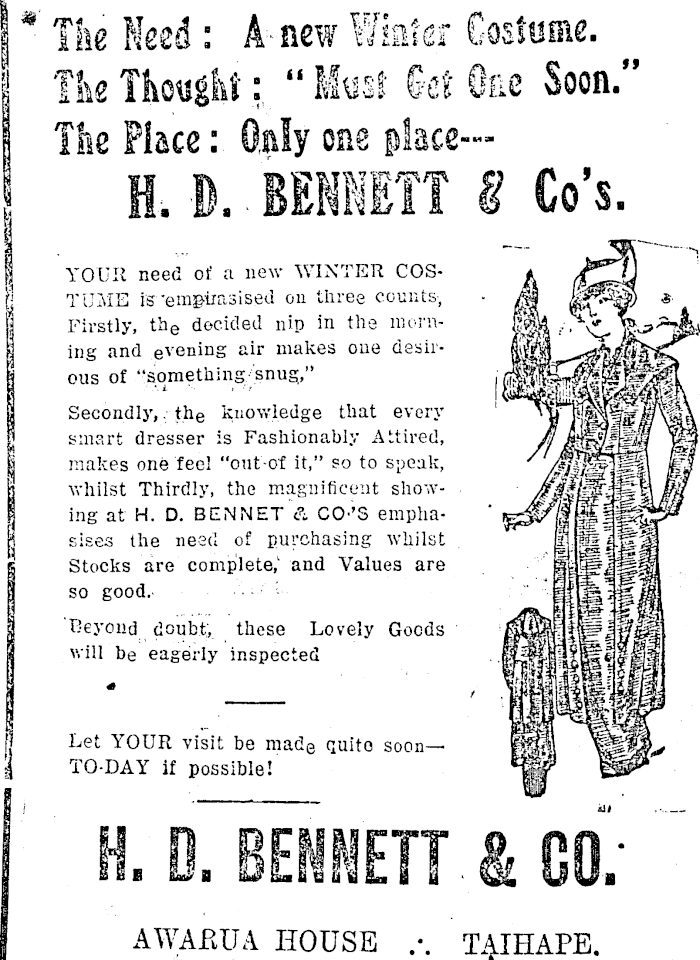 The Need : A new Winter Costume.
The Thought : "Must Get One Soon."
The Place : Only one place---
H. D. BENNETT & Co's.
YOUR need of a new WINTER COS-
TUME is emphasised on three counts,
Firstly, the decided nip in the morn-
ing and evening air makes one desir-
ous of "something snug,"
Secondly, the knowledge that every
smart dresser is Fashionably Attired,
makes one feel "out of it," so to speak,
whilst Thirdly, the magnificent show-
ing at H. D. BENNET & CO'S empha-
sises the need of purchasing whilst
Stocks are complete, and Values are
so good.
Beyond doubt, these Lovely Goods
will be eagerly inspected
Let YOUR visit be made quite soon—
TO-DAY if possible!
H. D. BENNETT & CO.
AWARUA HOUSE ∴ TAIHAPE.